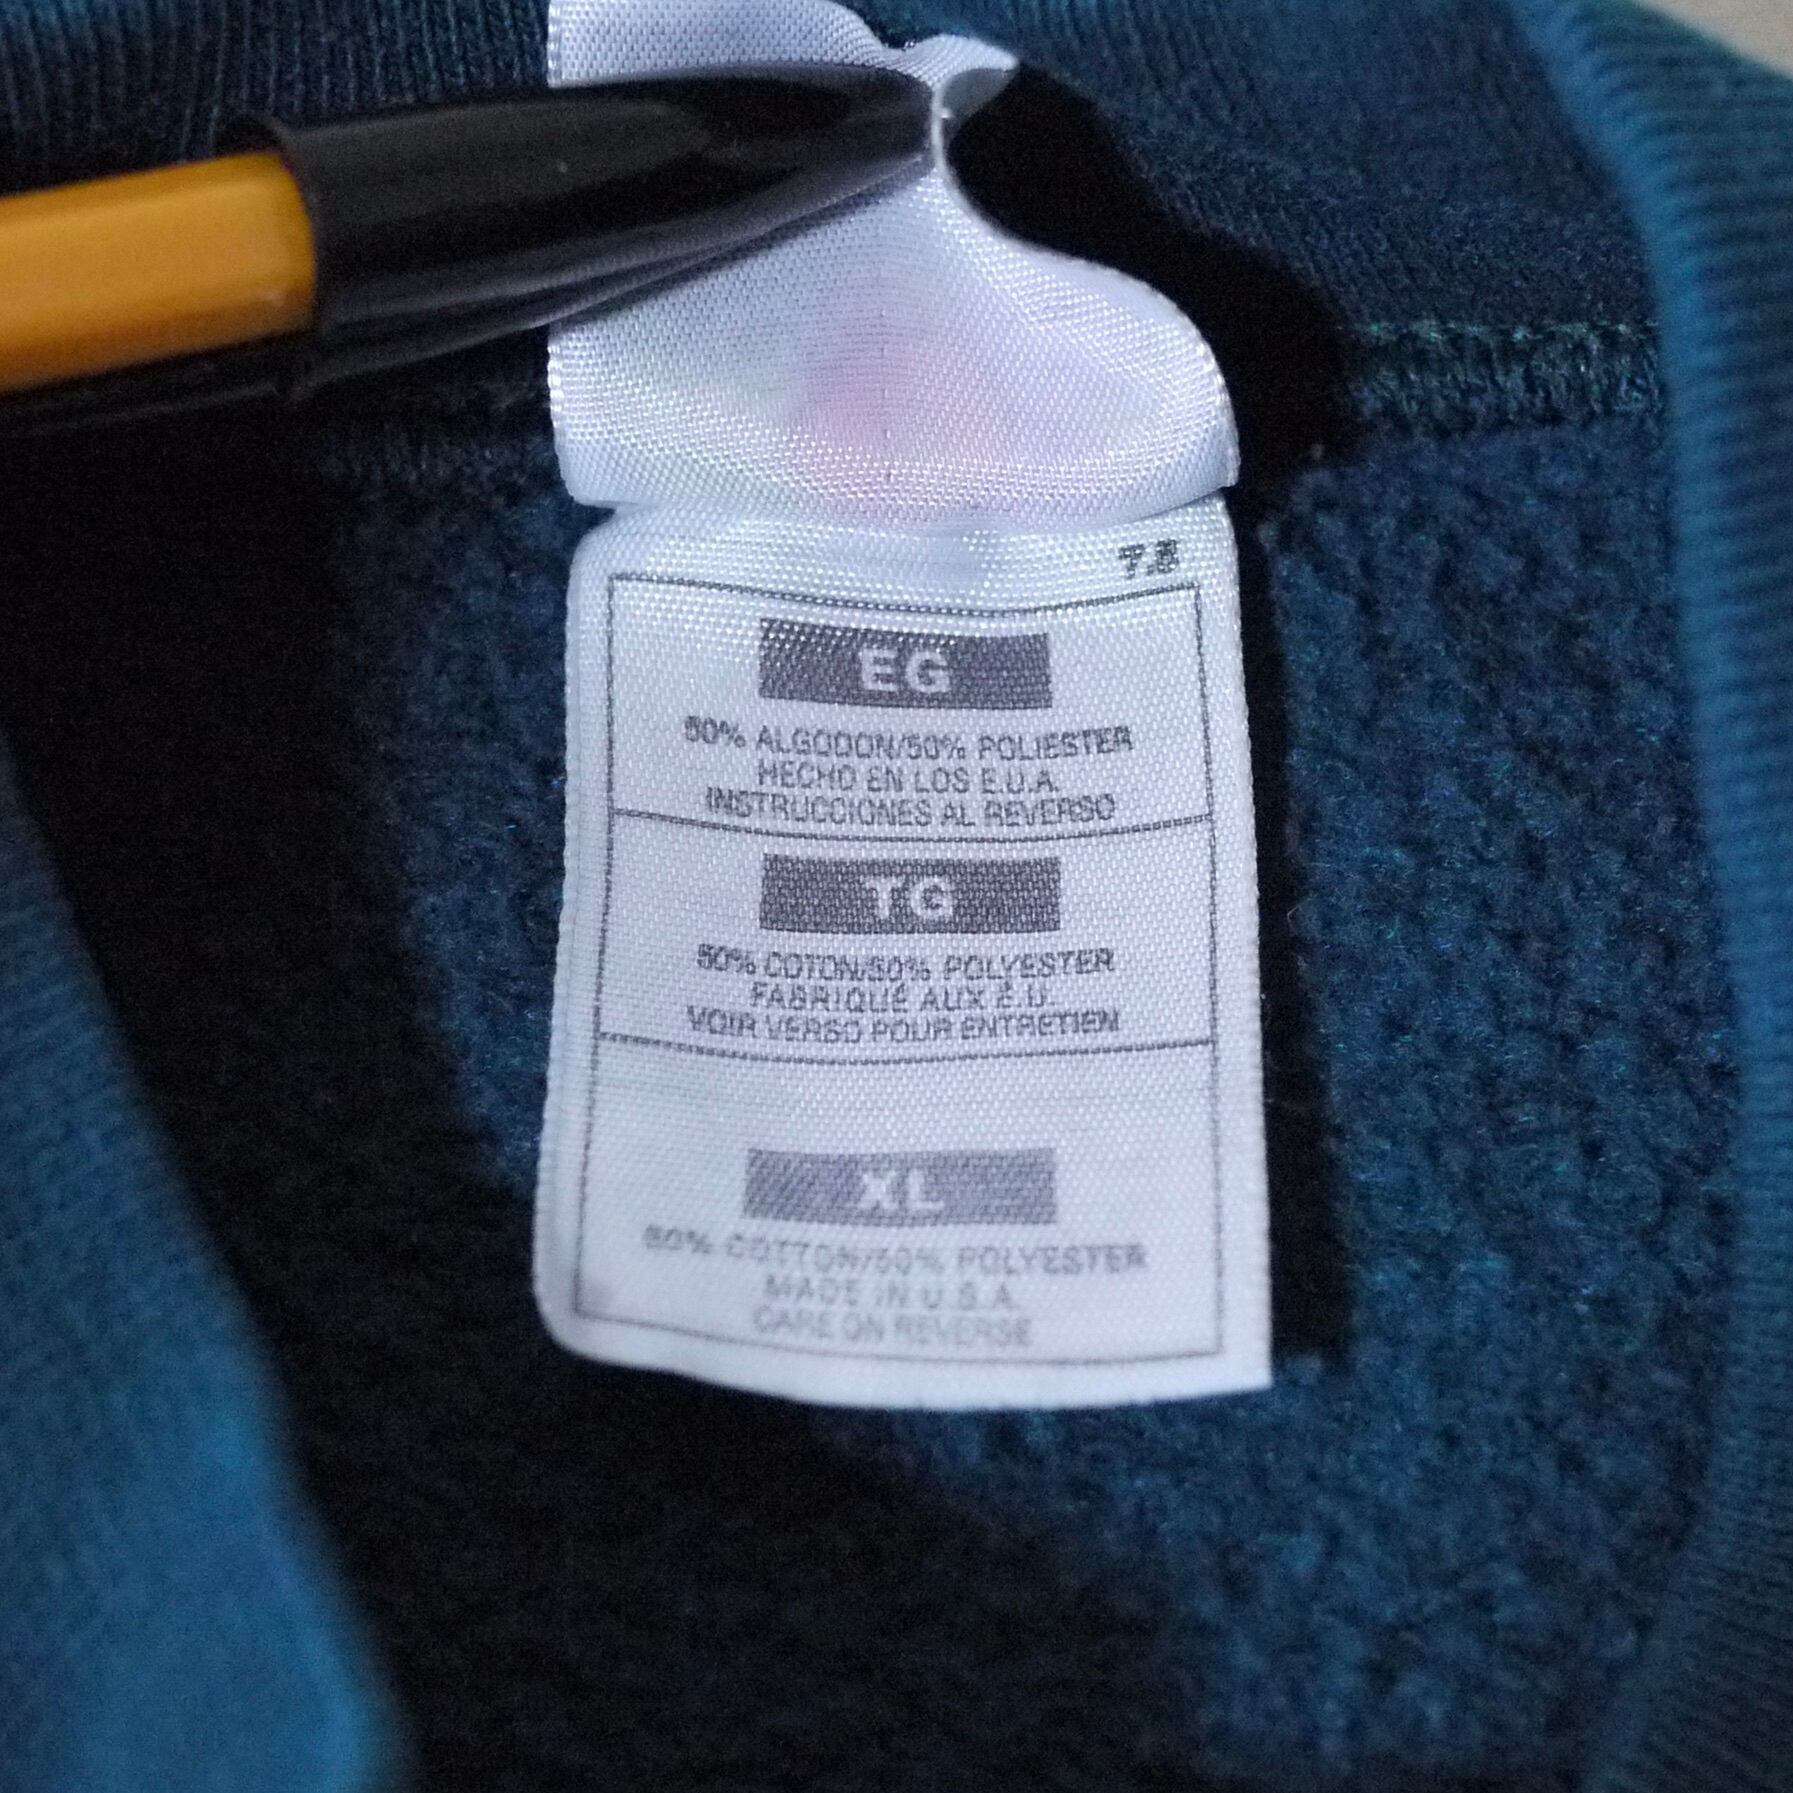 7.8
EG
50% ALGODON/50% POLIESTER
HECHO EN LOS E.U.A.
INSTRUCCIONES AL REVERSO
TG
50% COTON/50% POLYESTER
FABRIQUÉ AUX É.U.
VOIR VERSO POUR ENTRETIEN
XL
50% COTTON/50% POLYESTER
MADE IN U.S.A.
CARE ON REVERSE